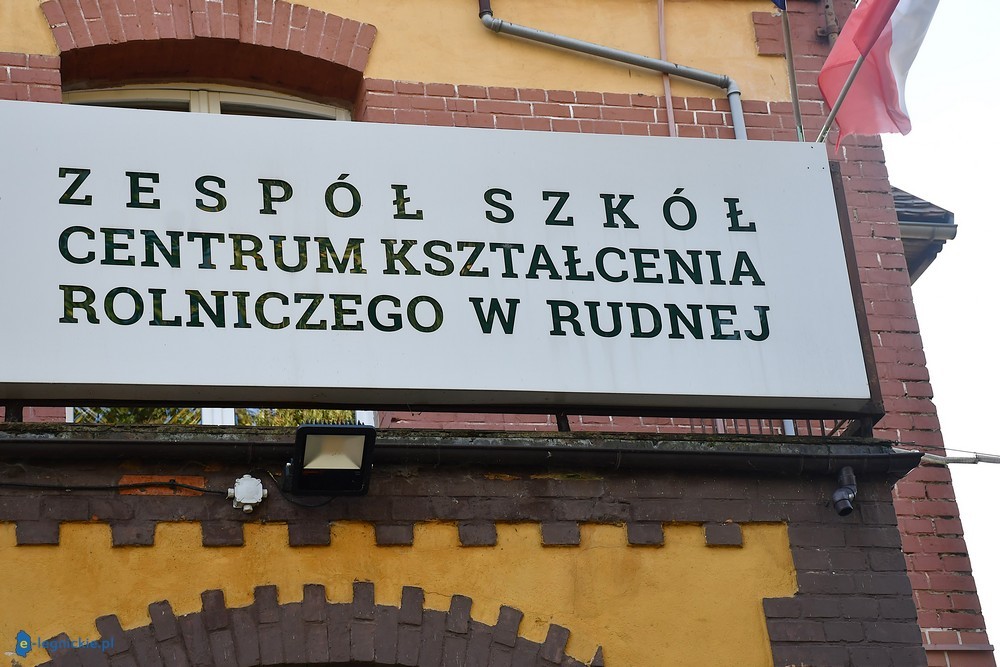 ZESPÓŁ SZKÓŁ
CENTRUM KSZTAŁCENIA
ROLNICZEGO W RUDNEJ
e-legnickie.pl